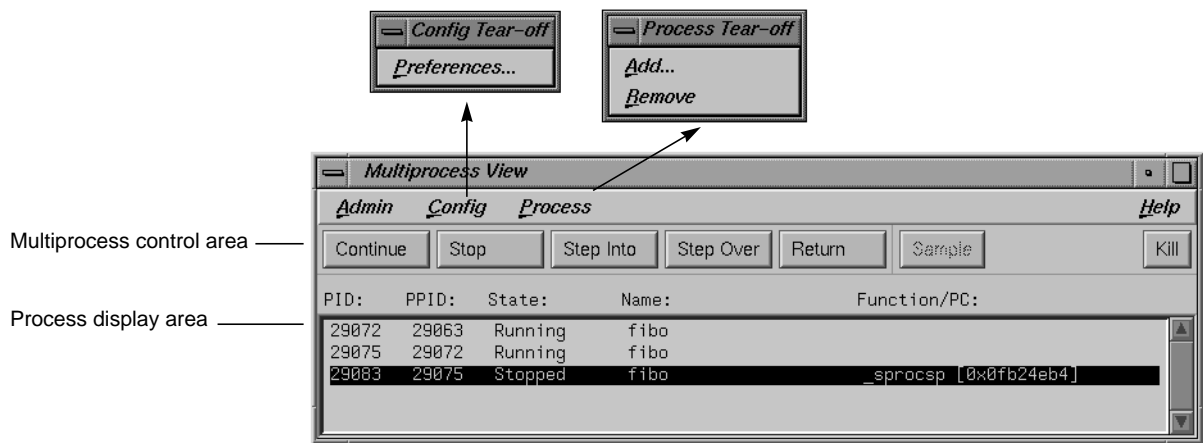 Config Tear-off
Preferences...
Process Tear-off
Add...
Remove
Multiprocess View
Admin Config Process Help
Multiprocess control area
Continue Stop Step Into Step Over Return Sample Kill
PID: PPID: State: Name: Function/PC:
Process display area
29072 29063 Running fibo
29075 29072 Running fibo
29083 29075 Stopped fibo _sprocsp [0x0fb24eb4]